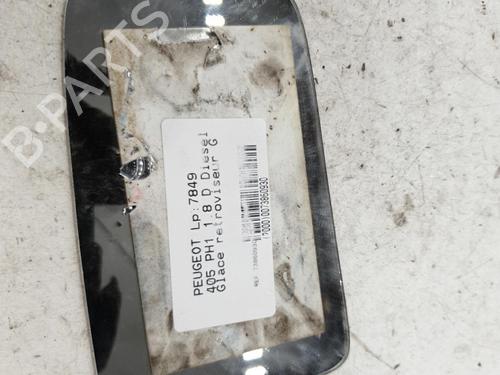 B-PARTS
PEUGEOT Lp:7849
405 PH1 1.8 D Diesel
Glace retroviseur G